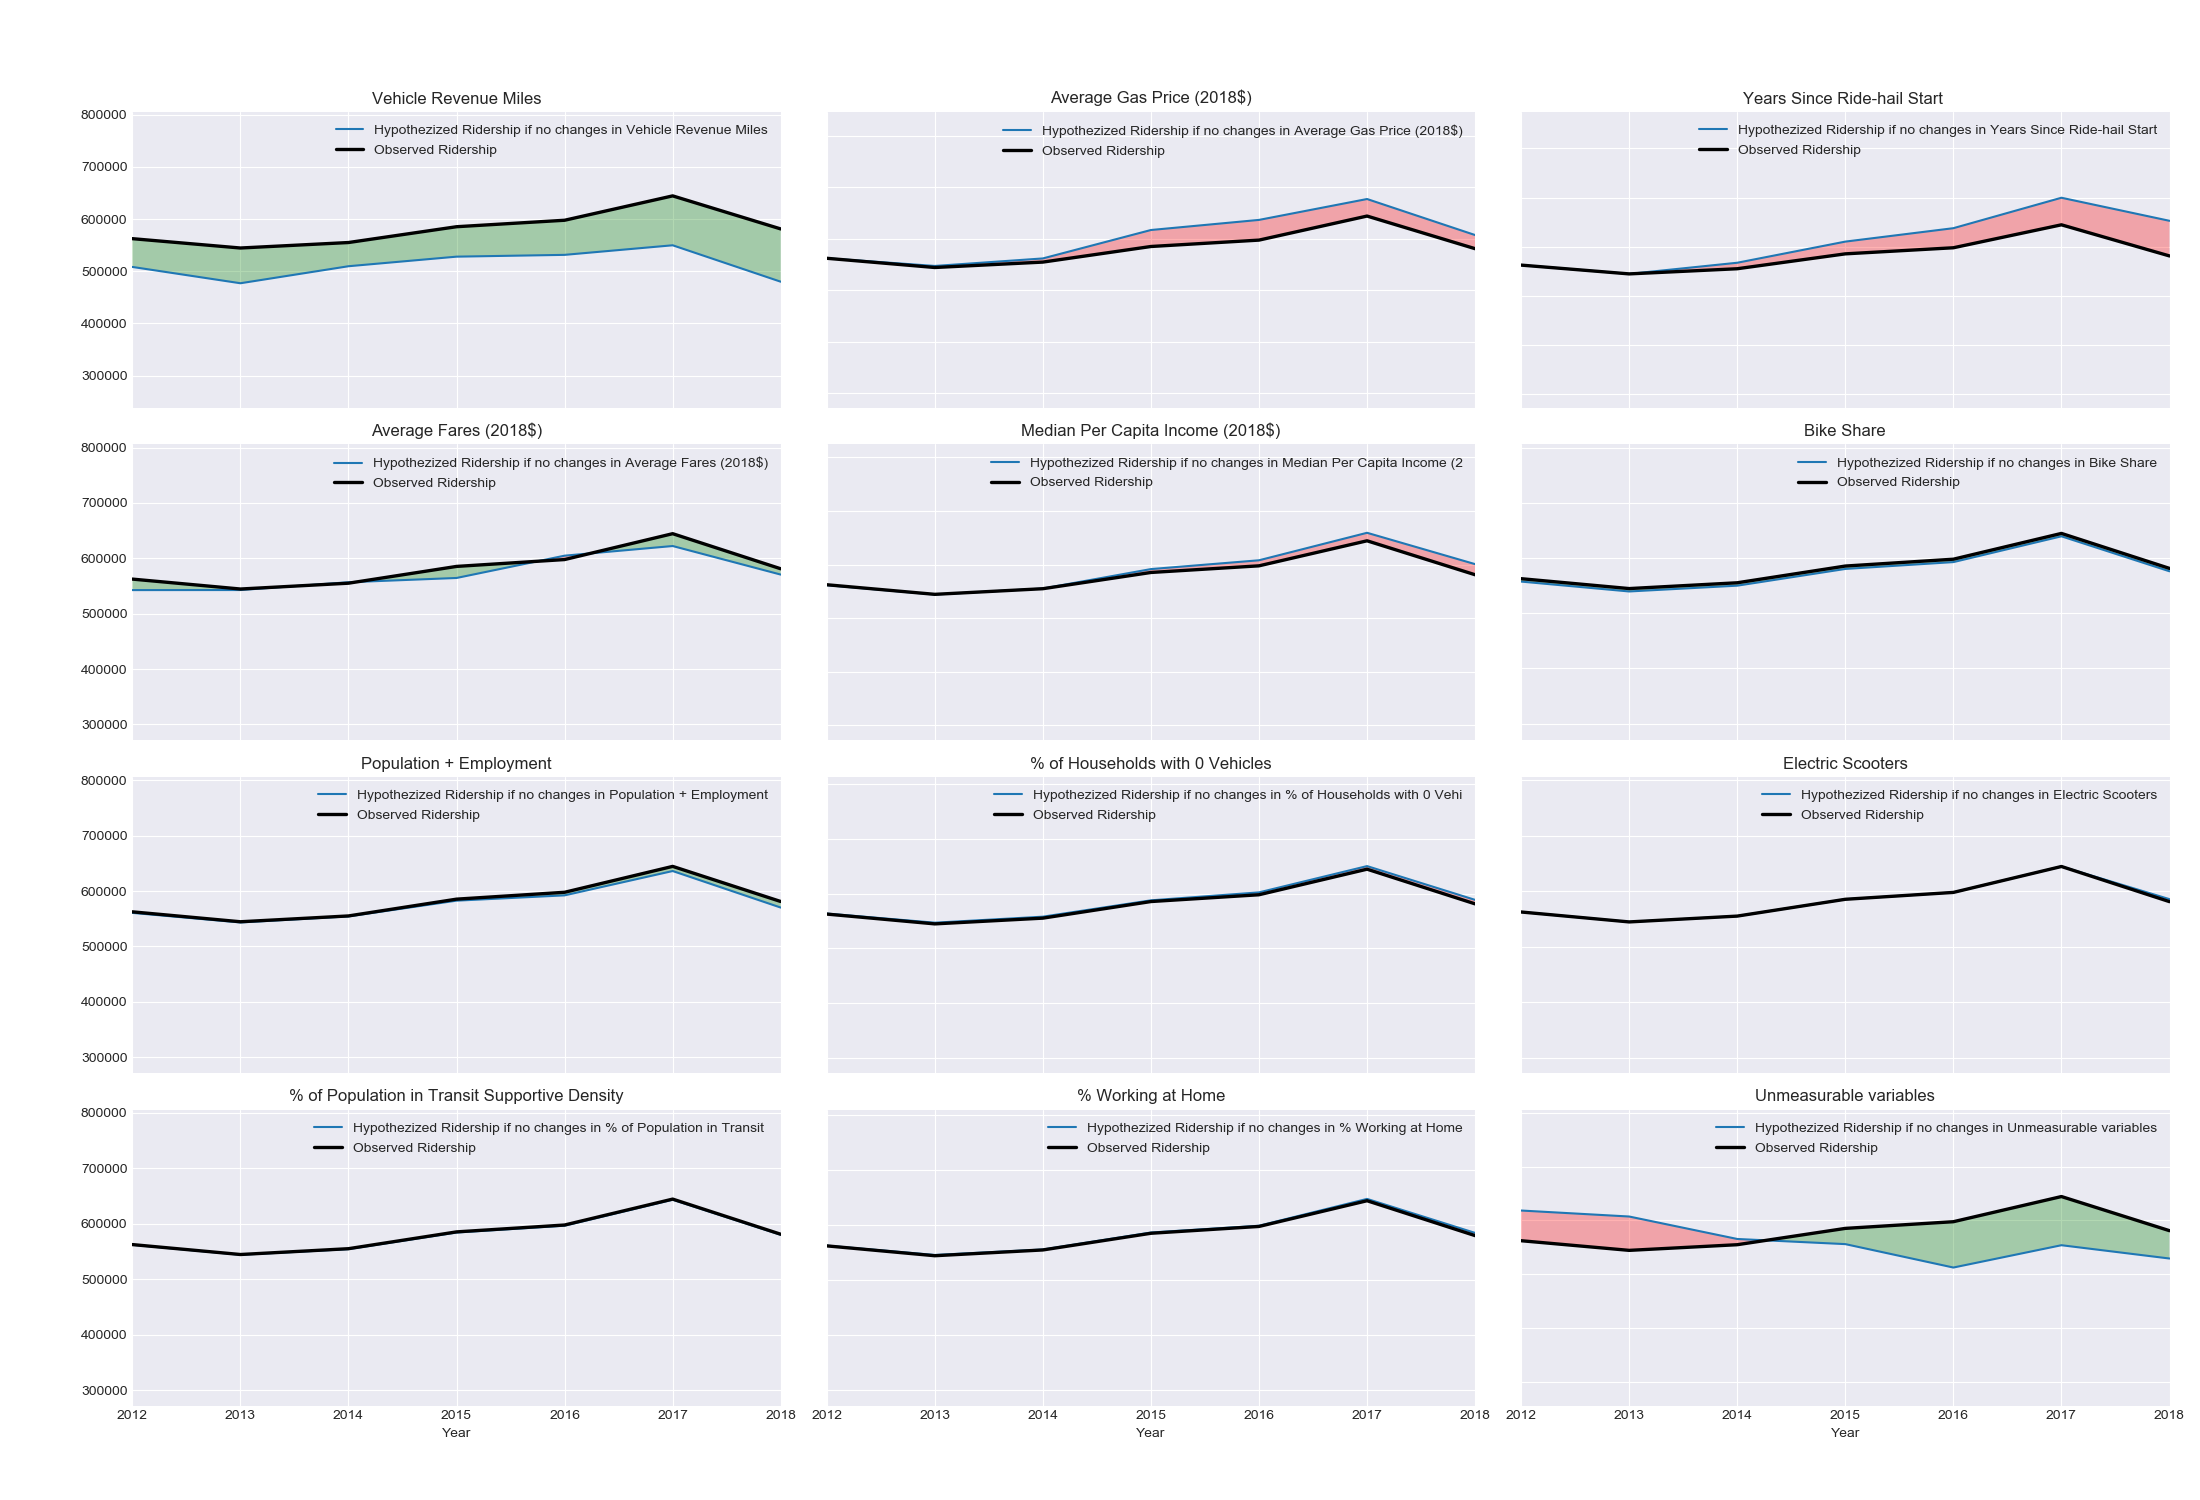 Vehicle Revenue Miles
800000
700000
600000
500000
400000
300000
Hypothezized Ridership if no changes in Vehicle Revenue Miles
Observed Ridership
Average Gas Price (2018$)
Hypothezized Ridership if no changes in Average Gas Price (2018$)
Observed Ridership
Years Since Ride-hail Start
Hypothezized Ridership if no changes in Years Since Ride-hail Start
Observed Ridership
Average Fares (2018$)
800000
700000
600000
500000
400000
300000
Hypothezized Ridership if no changes in Average Fares (2018$)
Observed Ridership
Median Per Capita Income (2018$)
Hypothezized Ridership if no changes in Median Per Capita Income (2
Observed Ridership
Bike Share
Hypothezized Ridership if no changes in Bike Share
Observed Ridership
Population + Employment
800000
700000
600000
500000
400000
300000
Hypothezized Ridership if no changes in Population + Employment
Observed Ridership
% of Households with 0 Vehicles
Hypothezized Ridership if no changes in % of Households with 0 Vehi
Observed Ridership
Electric Scooters
Hypothezized Ridership if no changes in Electric Scooters
Observed Ridership
% of Population in Transit Supportive Density
800000
700000
600000
500000
400000
300000
Hypothezized Ridership if no changes in % of Population in Transit
Observed Ridership
2012 2013 2014 2015 2016 2017 2018
Year
% Working at Home
Hypothezized Ridership if no changes in % Working at Home
Observed Ridership
2012 2013 2014 2015 2016 2017 2018
Year
Unmeasurable variables
Hypothezized Ridership if no changes in Unmeasurable variables
Observed Ridership
2012 2013 2014 2015 2016 2017 2018
Year